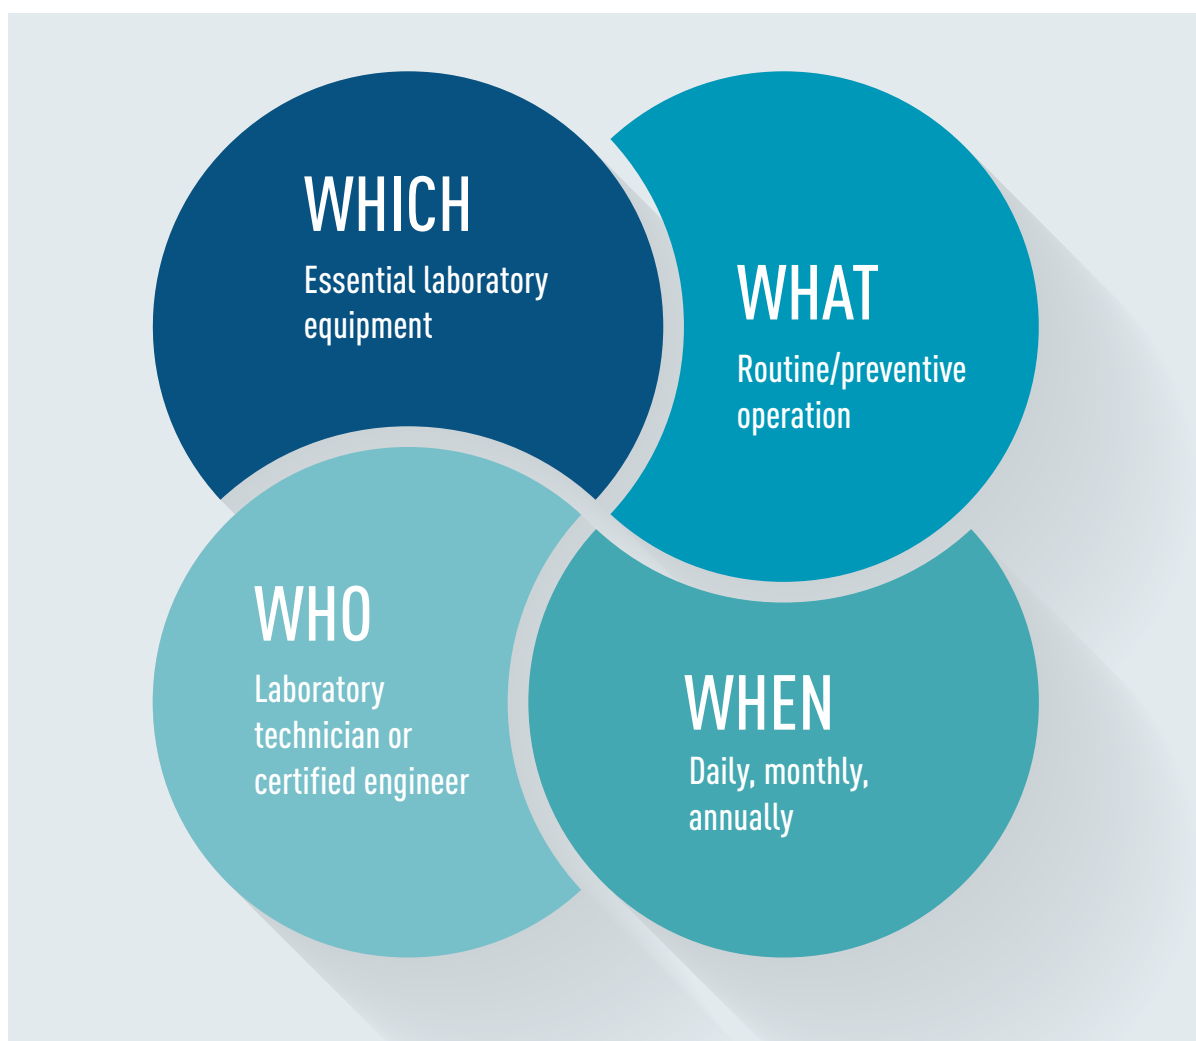 WHICH
Essential laboratory
equipment
WHAT
Routine/preventive
operation
WHO
Laboratory
technician or
certified engineer
WHEN
Daily, monthly,
annually